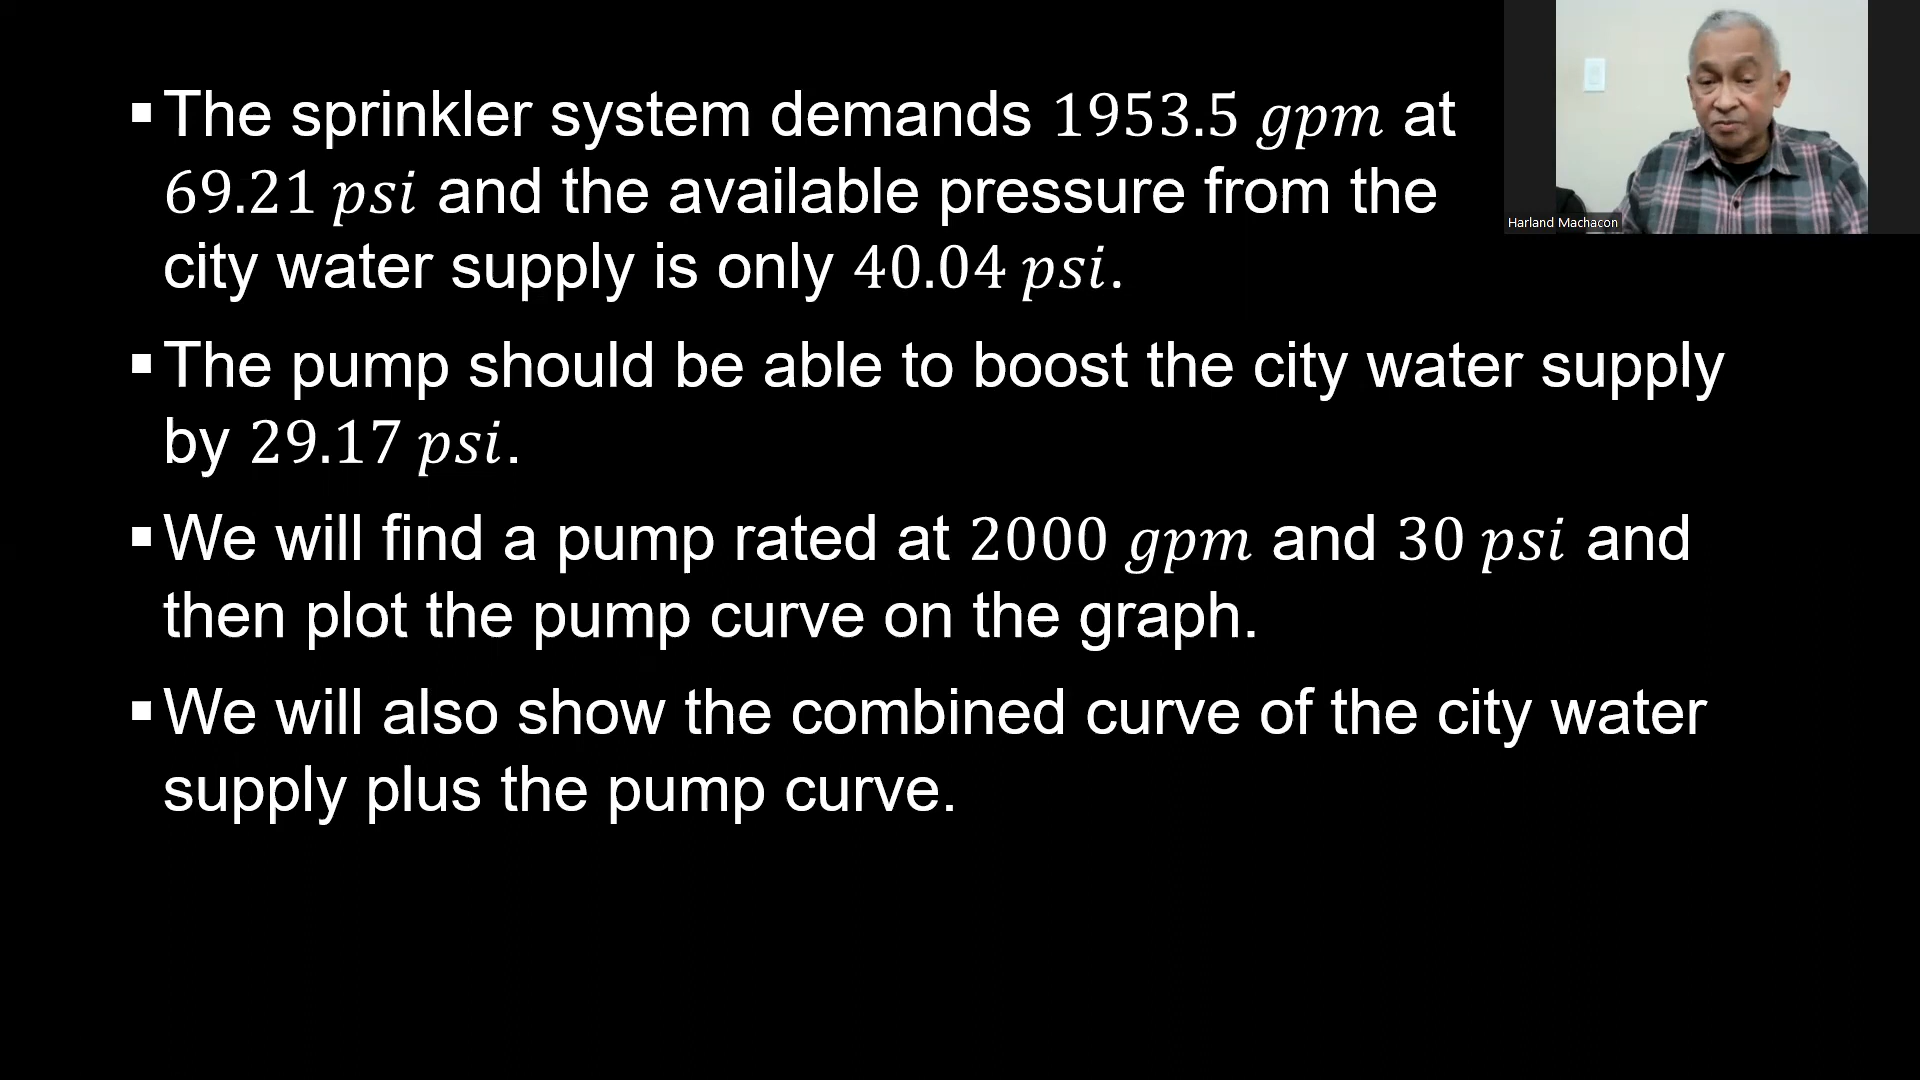 ▪ The sprinkler system demands 1953.5 gpm at
69.21 psi and the available pressure from the
city water supply is only 40.04 psi.
▪ The pump should be able to boost the city water supply
by 29.17 psi.
▪ We will find a pump rated at 2000 gpm and 30 psi and
then plot the pump curve on the graph.
▪ We will also show the combined curve of the city water
supply plus the pump curve.
Harland Machacon